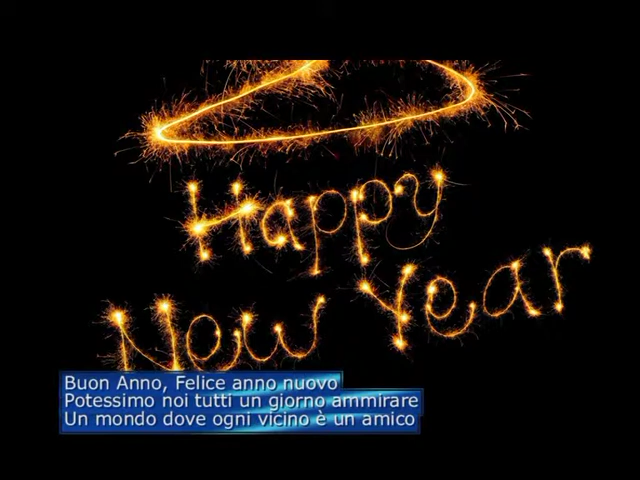 Happy
New Year
Buon Anno, Felice anno nuovo
Potessimo noi tutti un giorno ammirare
Un mondo dove ogni vicino è un amico